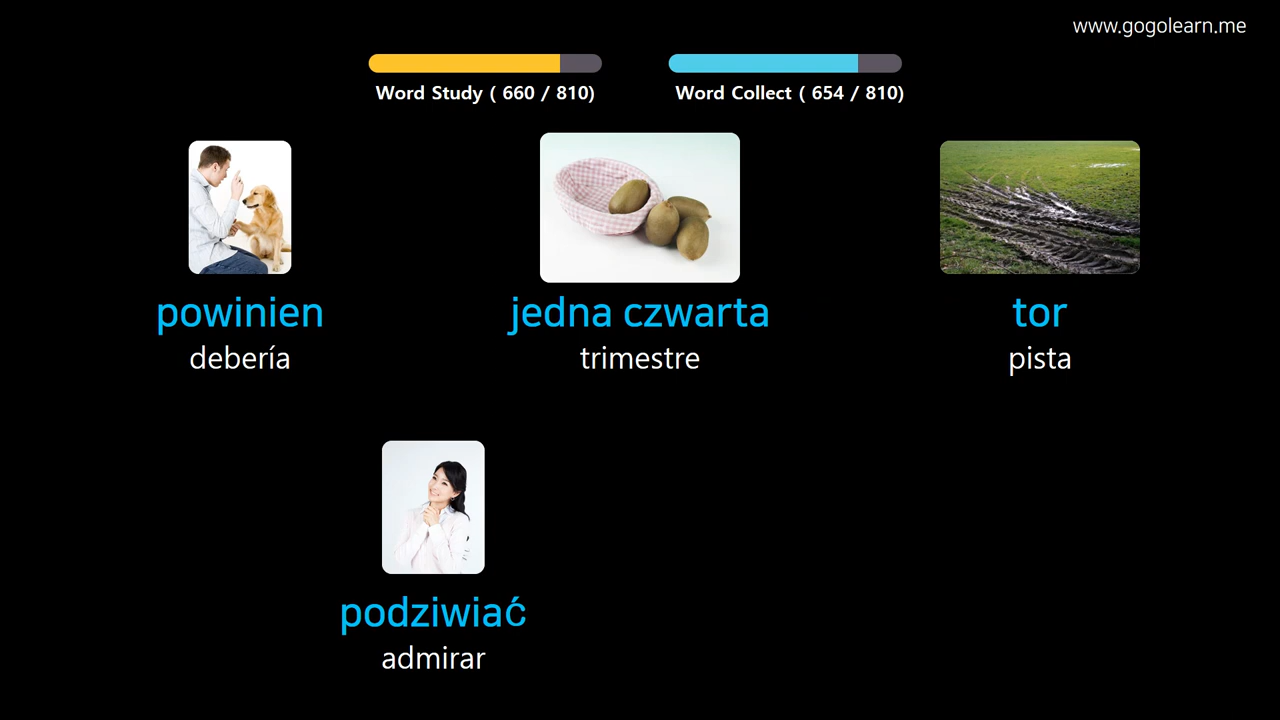 www.gogolearn.me
Word Study ( 660 / 810)
Word Collect ( 654 / 810)
powinien
debería
jedna czwarta
trimestre
tor
pista
podziwiać
admirar